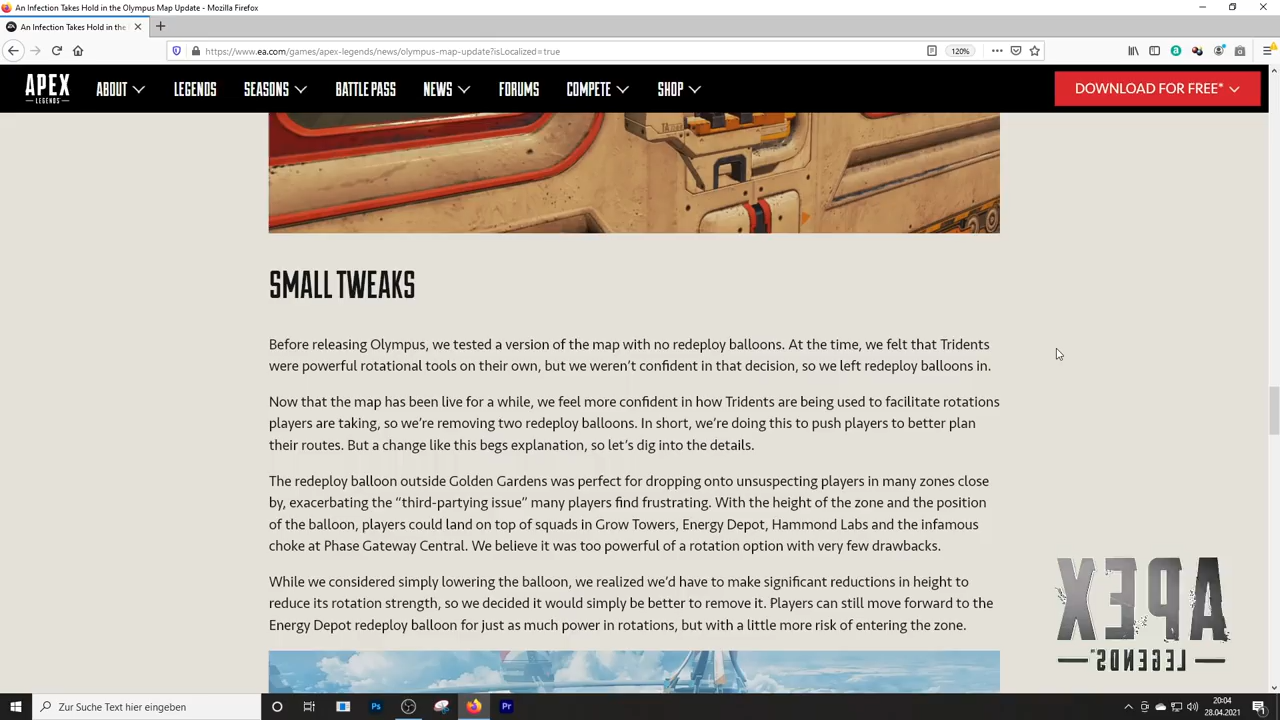 An Infection Takes Hold in the Olympus Map Update - Mozilla Firefox
An Infection Takes Hold in the
https://www.ea.com/games/apex-legends/news/olympus-map-update?isLocalized=true
120%
APEX
LEGENDS
ABOUT
LEGENDS
SEASONS
BATTLE PASS
NEWS
FORUMS
COMPETE
SHOP
DOWNLOAD FOR FREE*
SMALL TWEAKS
Before releasing Olympus, we tested a version of the map with no redeploy balloons. At the time, we felt that Tridents
were powerful rotational tools on their own, but we weren’t confident in that decision, so we left redeploy balloons in.
Now that the map has been live for a while, we feel more confident in how Tridents are being used to facilitate rotations
players are taking, so we’re removing two redeploy balloons. In short, we’re doing this to push players to better plan
their routes. But a change like this begs explanation, so let’s dig into the details.
The redeploy balloon outside Golden Gardens was perfect for dropping onto unsuspecting players in many zones close
by, exacerbating the “third-partying issue” many players find frustrating. With the height of the zone and the position
of the balloon, players could land on top of squads in Grow Towers, Energy Depot, Hammond Labs and the infamous
choke at Phase Gateway Central. We believe it was too powerful of a rotation option with very few drawbacks.
While we considered simply lowering the balloon, we realized we’d have to make significant reductions in height to
reduce its rotation strength, so we decided it would simply be better to remove it. Players can still move forward to the
Energy Depot redeploy balloon for just as much power in rotations, but with a little more risk of entering the zone.
APEX
LEGENDS
Zur Suche Text hier eingeben
Ps
Pr
20:04
28.04.2021
1